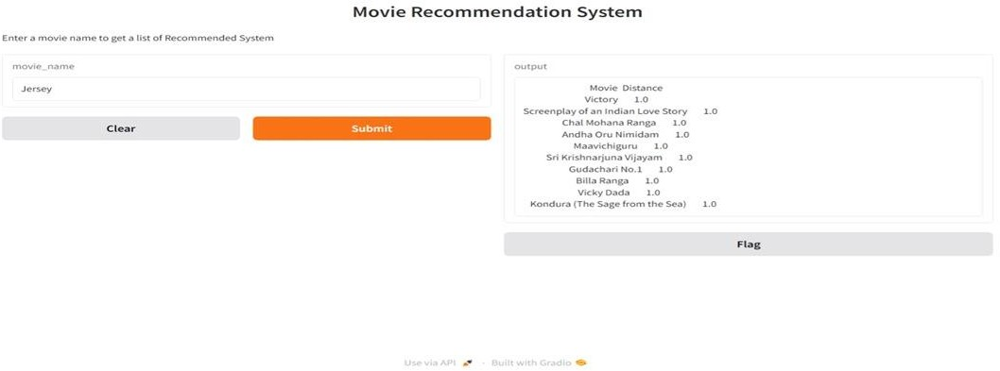 Movie Recommendation System
Enter a movie name to get a list of Recommended System
movie_name
Jersey
Clear
Submit
output
Movie Distance
Victory 1.0
Screenplay of an Indian Love Story 1.0
Chal Mohana Ranga 1.0
Andha Oru Nimidam 1.0
Maavichiguru 1.0
Sri Krishnarjuna Vijayam 1.0
Gudachari No.1 1.0
Billa Ranga 1.0
Vicky Dada 1.0
Kondura (The Sage from the Sea) 1.0
Flag
Use via API · Built with Gradio